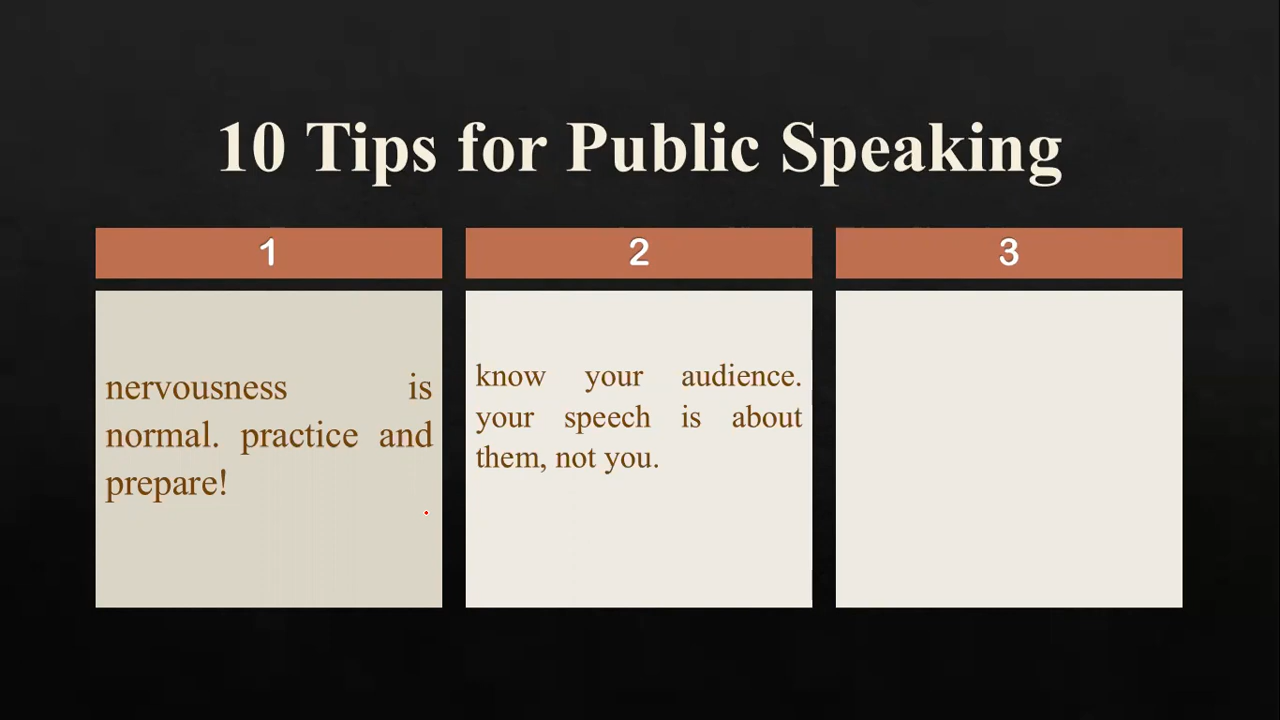 10 Tips for Public Speaking
1
nervousness is
normal. practice and
prepare!
2
know your audience.
your speech is about
them, not you.
3